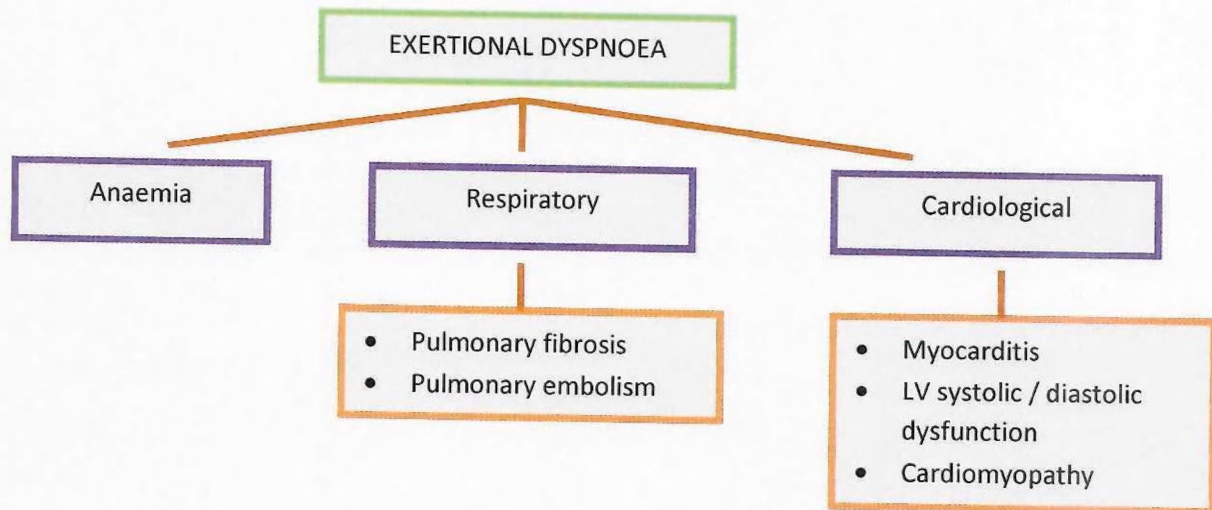 EXERTIONAL DYSPNOEA
Anaemia
Respiratory
Cardiological
• Pulmonary fibrosis
• Pulmonary embolism
• Myocarditis
• LV systolic / diastolic
dysfunction
• Cardiomyopathy